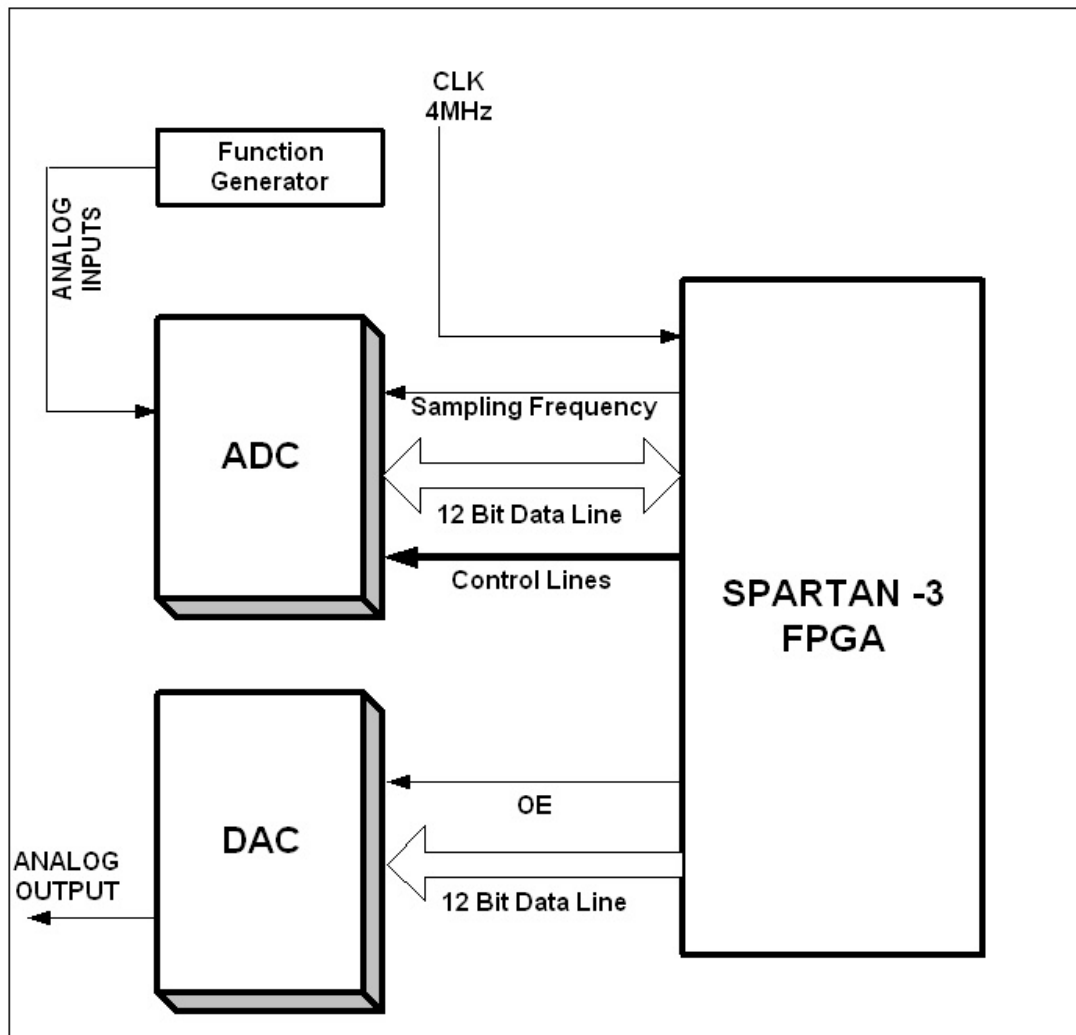 CLK
4MHz
Function
Generator
ANALOG
INPUTS
ADC
Sampling Frequency
12 Bit Data Line
Control Lines
SPARTAN -3
FPGA
DAC
OE
12 Bit Data Line
ANALOG
OUTPUT